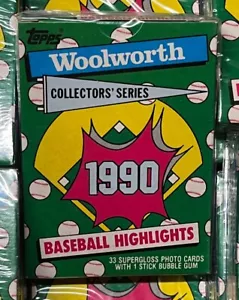 Topps
Woolworth
COLLECTORS' SERIES
1990
BASEBALL HIGHLIGHTS
33 SUPERGLOSS PHOTO CARDS
WITH 1 STICK BUBBLE GUM